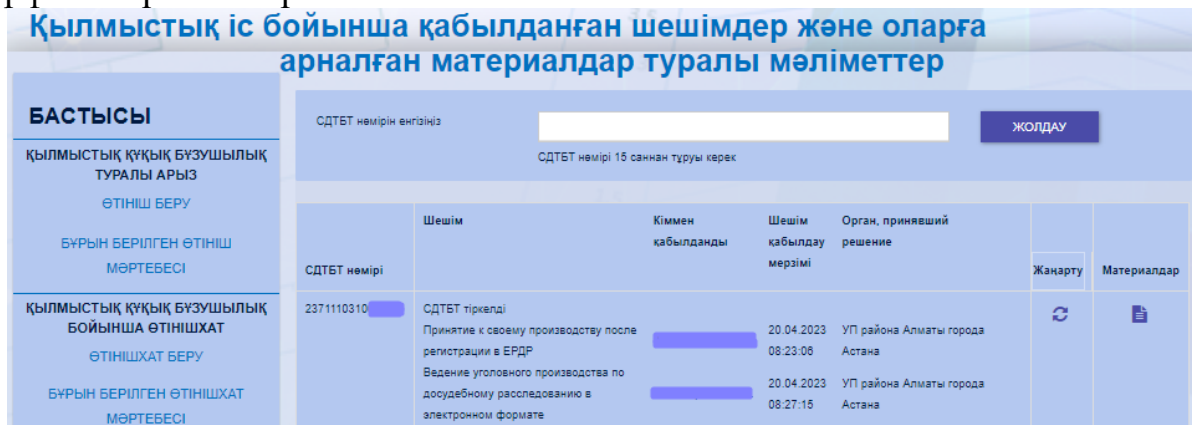 Қылмыстық іс бойынша қабылданған шешімдер және оларға
арналған материалдар туралы мәліметтер
БАСТЫСЫ
ҚЫЛМЫСТЫҚ ҚҰҚЫҚ БҰЗУШЫЛЫҚ
ТУРАЛЫ АРЫЗ
ӨТІНІШ БЕРУ
БҰРЫН БЕРІЛГЕН ӨТІНІШ
МӘРТЕБЕСІ
ҚЫЛМЫСТЫҚ ҚҰҚЫҚ БҰЗУШЫЛЫҚ
БОЙЫНША ӨТІНІШХАТ
ӨТІНІШХАТ БЕРУ
БҰРЫН БЕРІЛГЕН ӨТІНІШХАТ
МӘРТЕБЕСІ
СДТБТ нөмірін енгізіңіз
ЖОЛДАУ
СДТБТ нөмірі 15 саннан тұруы керек
СДТБТ нөмірі
Шешім
Кіммен
қабылданды
Шешім
қабылдау
мерзімі
Орган, принявший
решение
Жаңарту
Материалдар
2371110310
СДТБТ тіркелді
Принятие к своему производству после
регистрации в ЕРДР
20.04.2023
08:23:06
УП района Алматы города
Астана
Ведение уголовного производства по
досудебному расследованию в
электронном формате
20.04.2023
08:27:15
УП района Алматы города
Астана